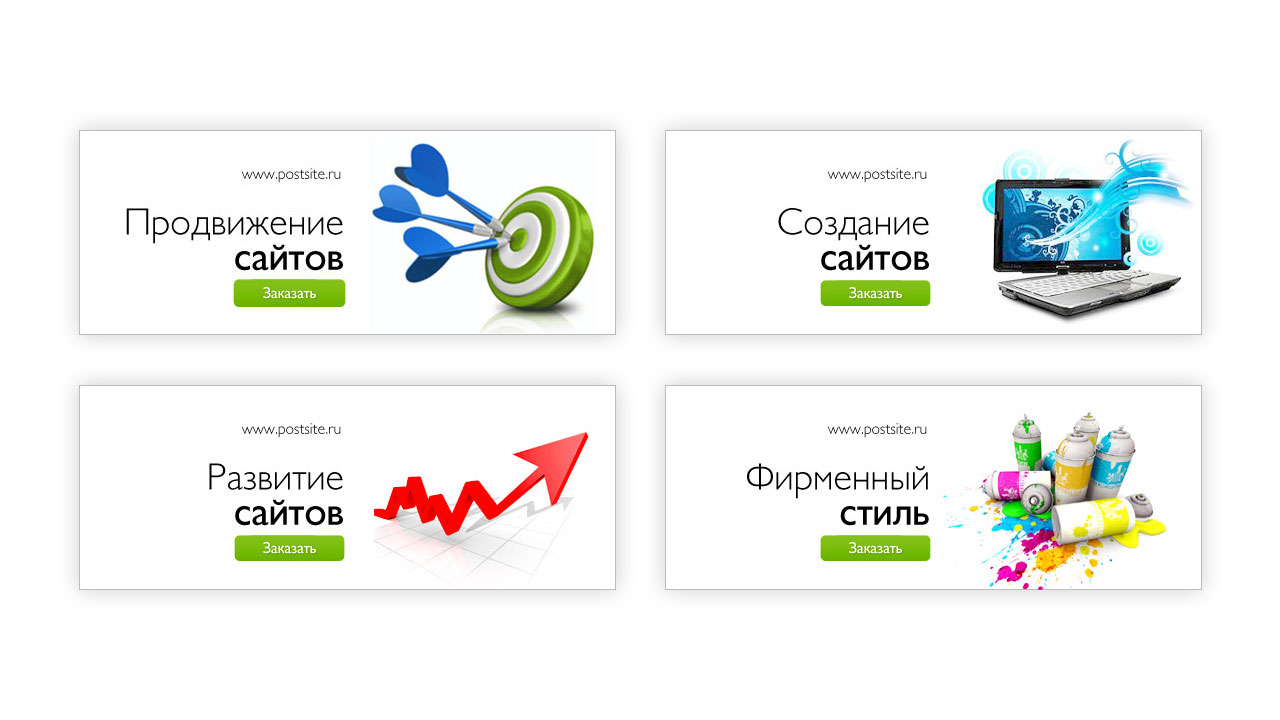 www.postsite.ru
Продвижение
сайтов
Заказать
www.postsite.ru
Создание
сайтов
Заказать
www.postsite.ru
Развитие
сайтов
Заказать
www.postsite.ru
Фирменный
стиль
Заказать